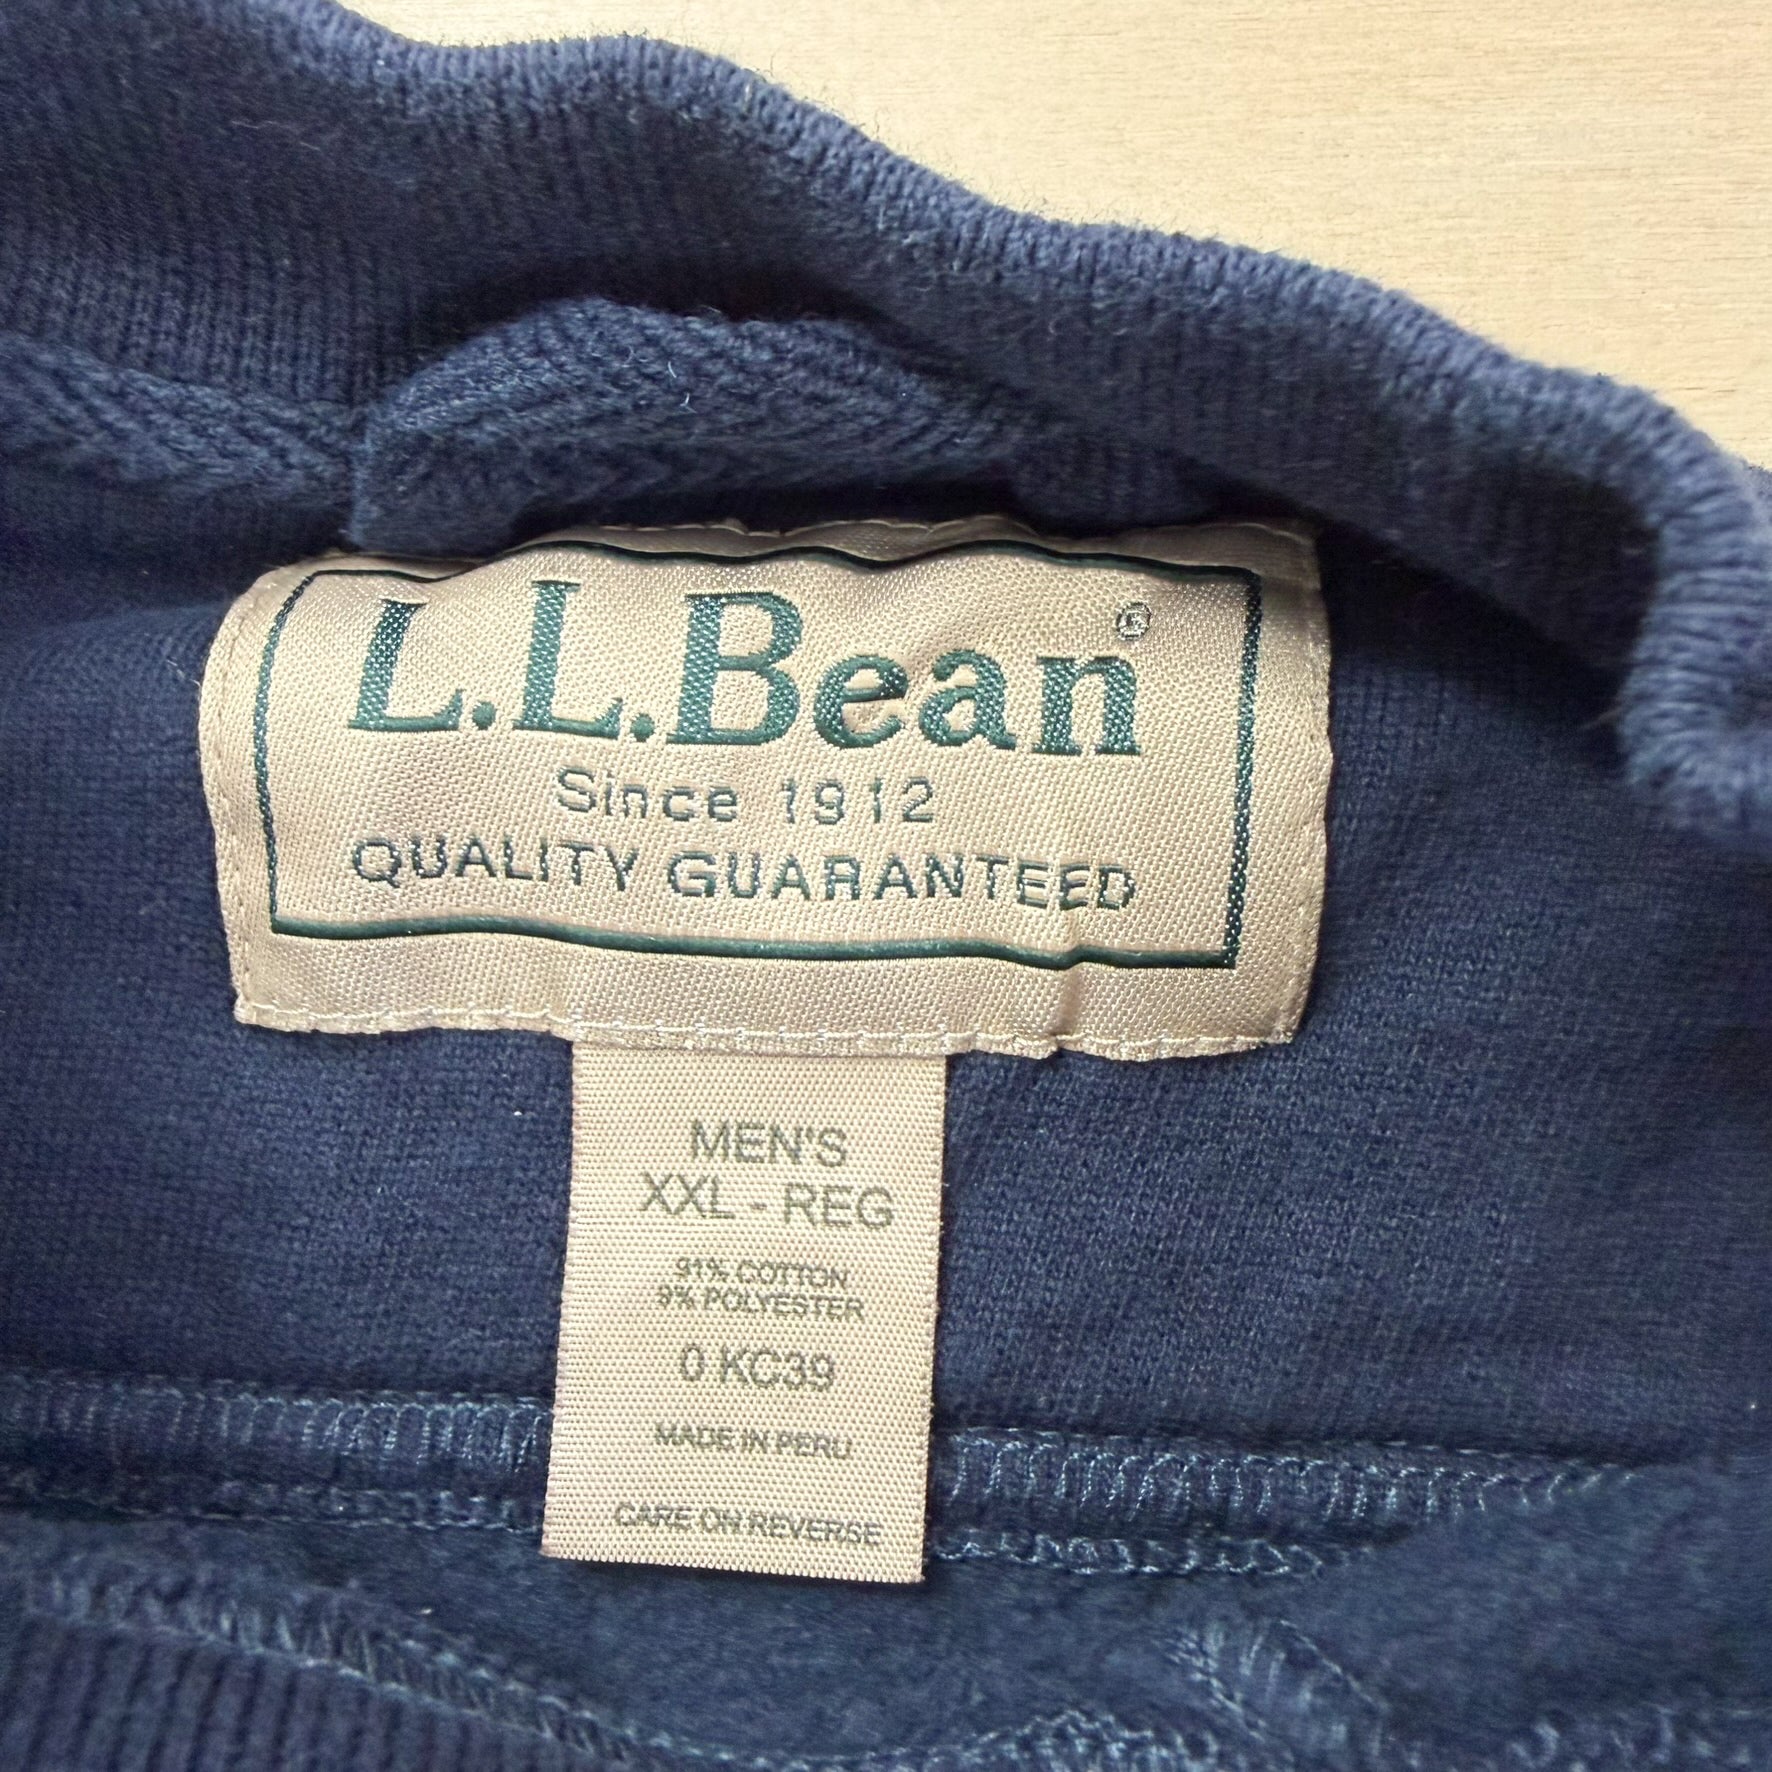 L.L.Bean®
Since 1912
QUALITY GUARANTEED
MEN'S
XXL - REG
91% COTTON
9% POLYESTER
0 KC39
MADE IN PERU
CARE ON REVERSE